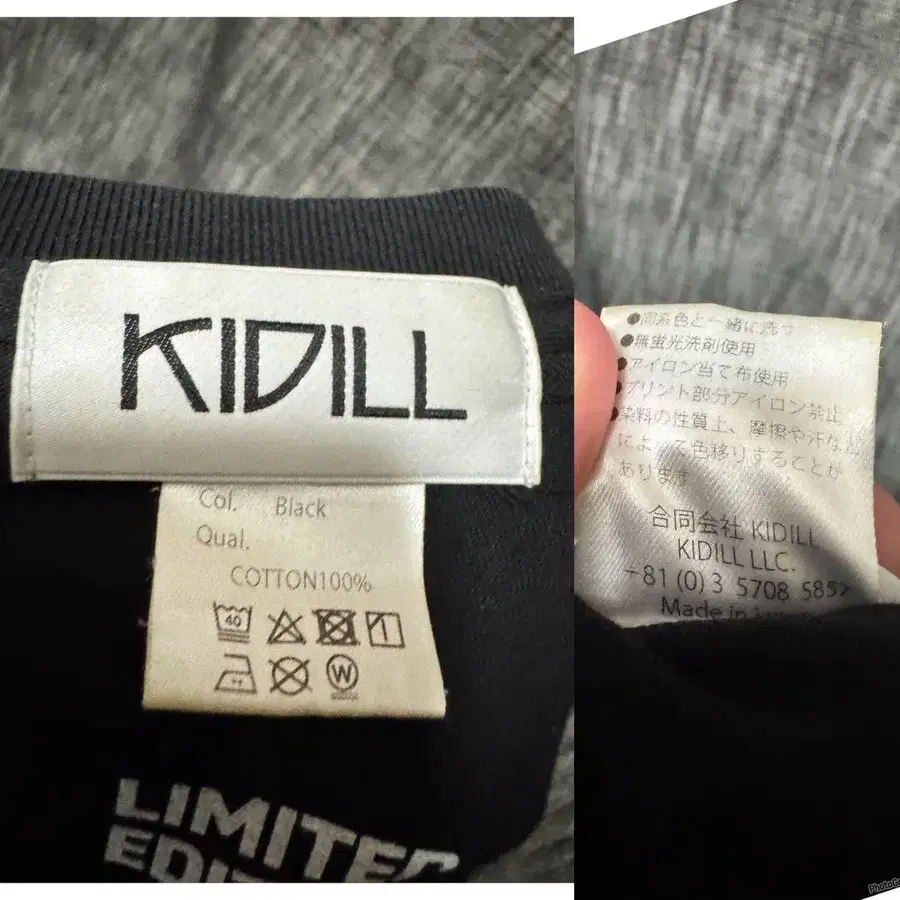 KIDILL
Col. Black
Qual.
COTTON100%
40
W
LIMITED
●同系色と一緒に洗う
●無蛍光洗剤使用
●アイロン当て布使用
●プリント部分アイロン禁止
●染料の性質上、摩擦や汗など
によって色移りすることが
あります
合同会社 KIDILL
KIDILL LLC.
+81 (0) 3 5708 5857
Made in